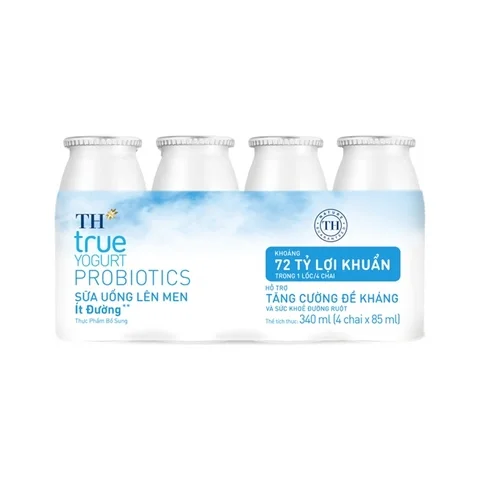 TH
true
YOGURT
PROBIOTICS
SỮA UỐNG LÊN MEN
Ít Đường**
Thực Phẩm Bổ Sung
TH
KHOẢNG
72 TỶ LỢI KHUẨN
TRONG 1 LỐC/4 CHAI
HỖ TRỢ
TĂNG CƯỜNG ĐỀ KHÁNG
VÀ SỨC KHOẺ ĐƯỜNG RUỘT
Thể tích thực: 340 ml (4 chai x 85 ml)